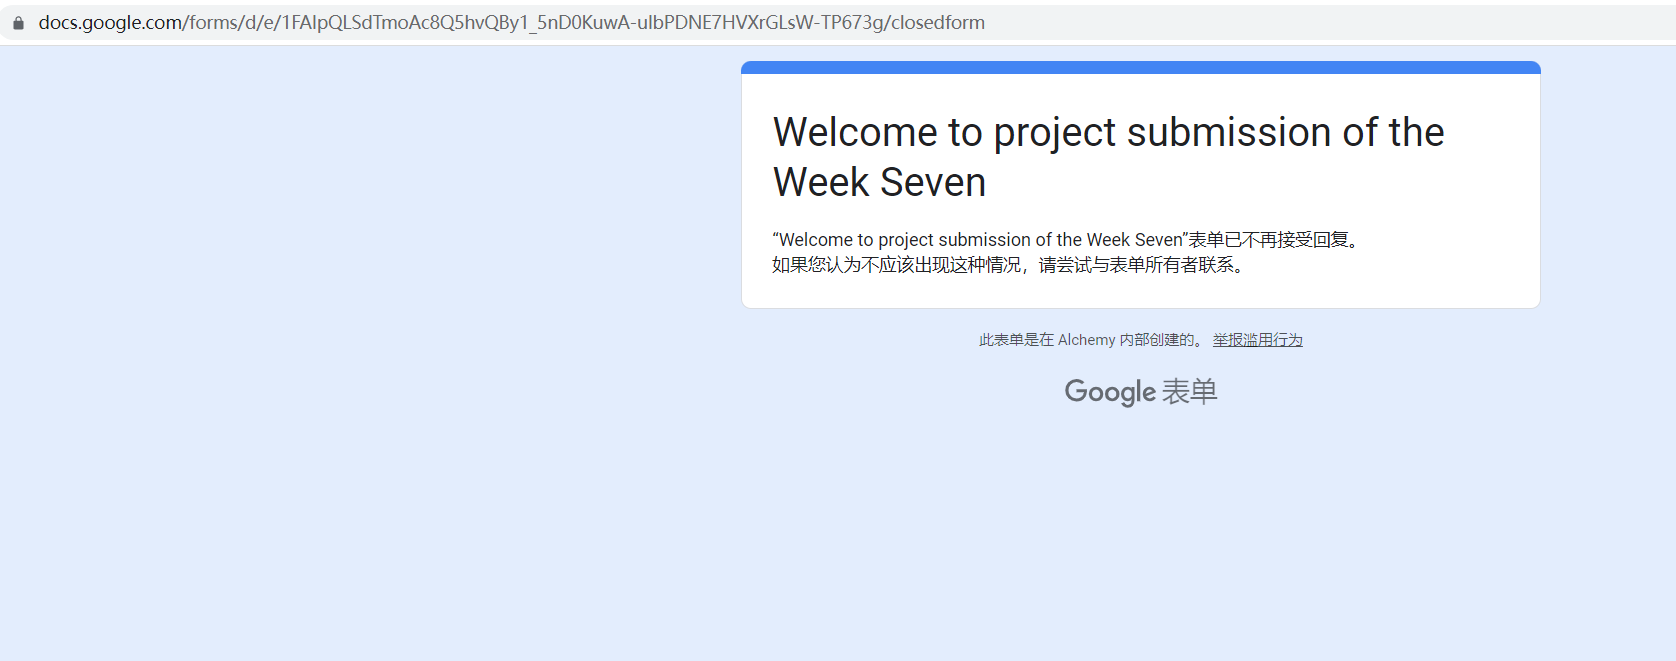 docs.google.com/forms/d/e/1FAIpQLSdTmoAc8Q5hvQBy1_5nD0KuwA-uIbPDNE7HVXrGLsW-TP673g/closedform
Welcome to project submission of the
Week Seven
“Welcome to project submission of the Week Seven”表单已不再接受回复。
如果您认为不应该出现这种情况，请尝试与表单所有者联系。
此表单是在 Alchemy 内部创建的。 举报滥用行为
Google 表单